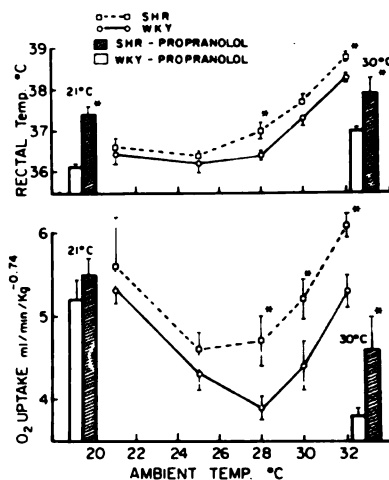 SHR
WKY
SHR-PROPRANOLOL
WKY-PROPRANOLOL
RECTAL Temp. °C
39
38
37
36
21°C
*
*
*
30°C
*
O2 UPTAKE ml/min/Kg-0.74
6
5
4
21°C
*
*
*
30°C
*
20 22 24 26 28 30 32
AMBIENT TEMP. °C